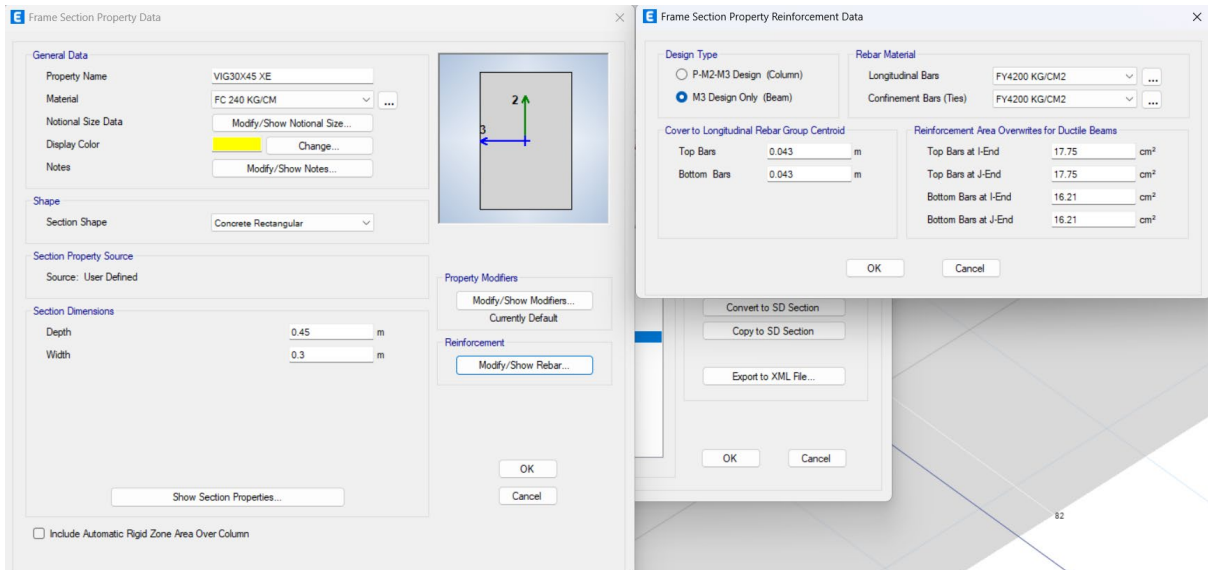 Frame Section Property Data
General Data
Property Name VIG30X45 XE
Material FC 240 KG/CM ...
Notional Size Data Modify/Show Notional Size...
Display Color Change...
Notes Modify/Show Notes...
Shape
Section Shape Concrete Rectangular
Section Property Source
Source: User Defined
Section Dimensions
Depth 0.45 m
Width 0.3 m
Show Section Properties...
Include Automatic Rigid Zone Area Over Column
2
3
Property Modifiers
Modify/Show Modifiers...
Currently Default
Reinforcement
Modify/Show Rebar...
OK
Cancel
Frame Section Property Reinforcement Data
Design Type
P-M2-M3 Design (Column)
M3 Design Only (Beam)
Rebar Material
Longitudinal Bars FY4200 KG/CM2 ...
Confinement Bars (Ties) FY4200 KG/CM2 ...
Cover to Longitudinal Rebar Group Centroid
Top Bars 0.043 m
Bottom Bars 0.043 m
Reinforcement Area Overwrites for Ductile Beams
Top Bars at I-End 17.75 cm²
Top Bars at J-End 17.75 cm²
Bottom Bars at I-End 16.21 cm²
Bottom Bars at J-End 16.21 cm²
OK Cancel
Convert to SD Section
Copy to SD Section
Export to XML File...
OK Cancel
82